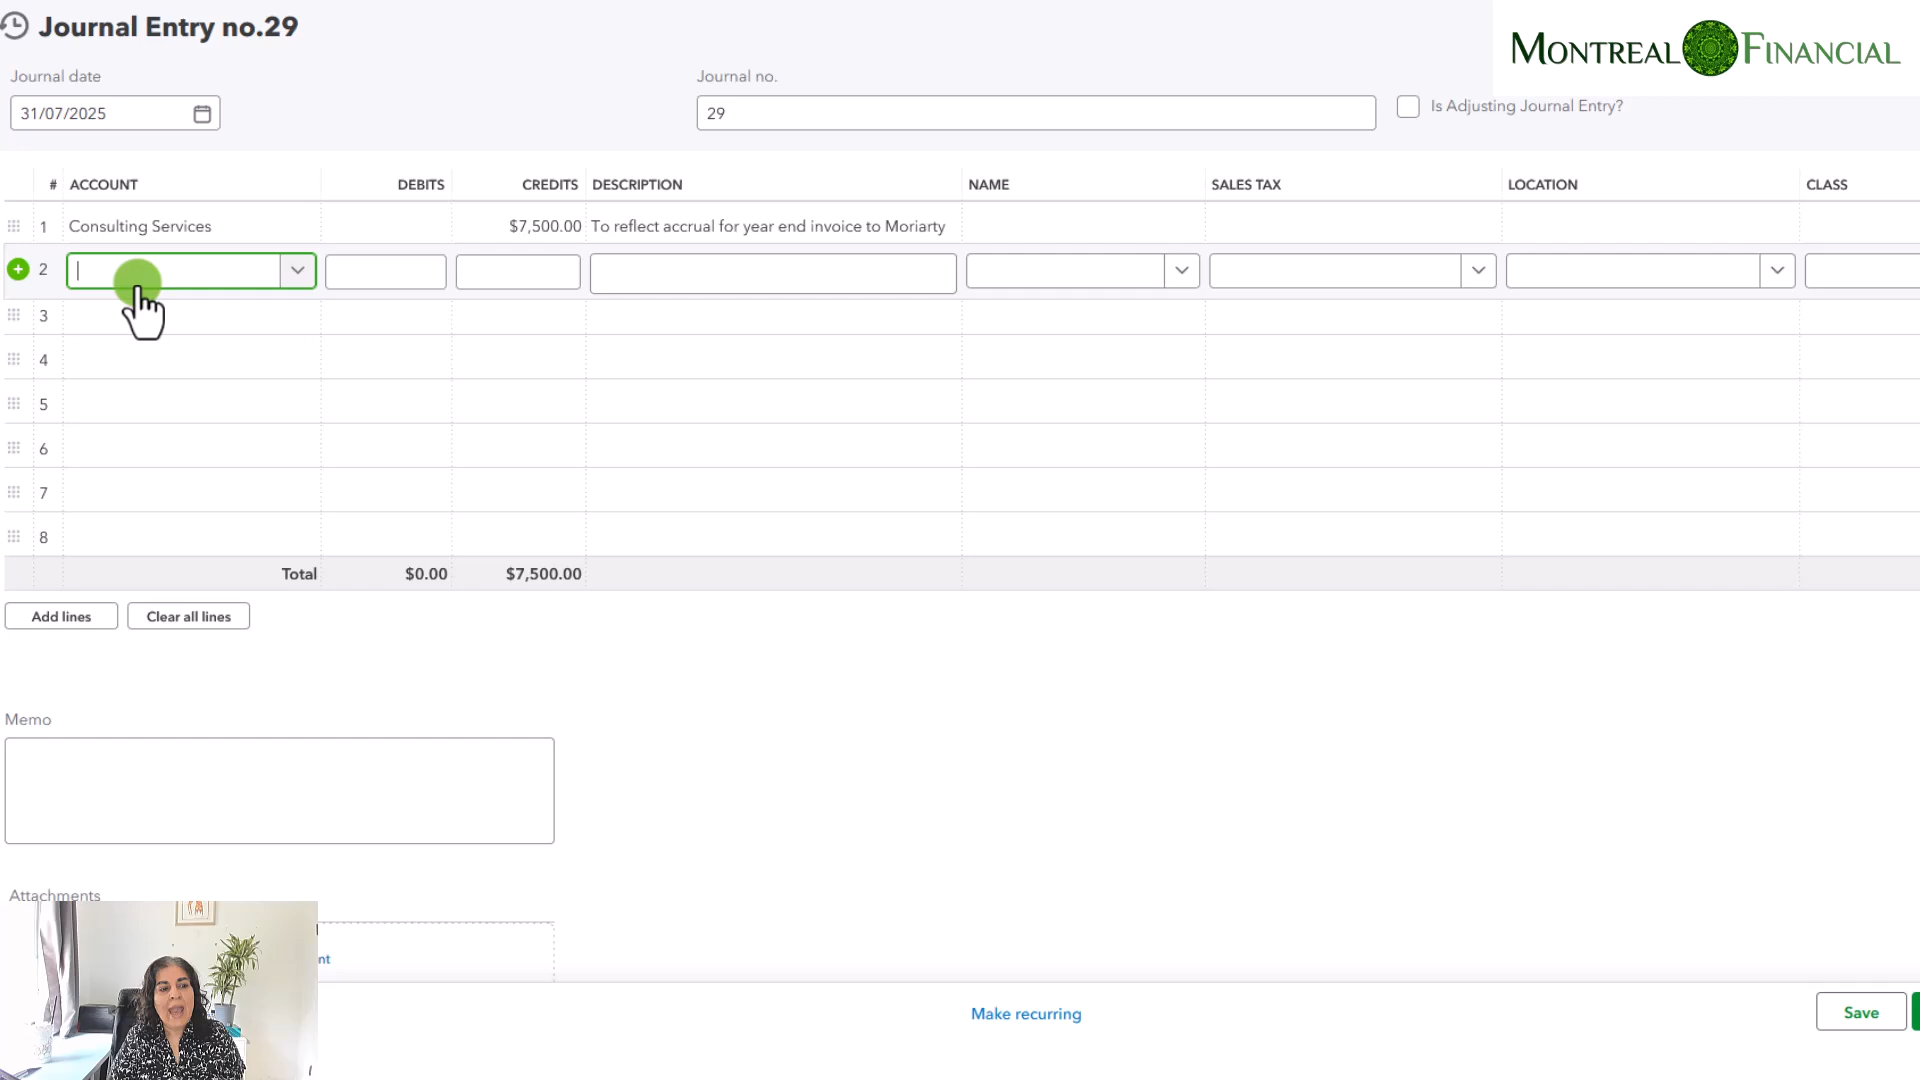 Journal Entry no.29
MONTREAL FINANCIAL
Journal date
Journal no.
31/07/2025
29
Is Adjusting Journal Entry?
# ACCOUNT DEBITS CREDITS DESCRIPTION NAME SALES TAX LOCATION CLASS
1 Consulting Services $7,500.00 To reflect accrual for year end invoice to Moriarty
2
3
4
5
6
7
8
Total $0.00 $7,500.00
Add lines Clear all lines
Memo
Attachments
nt
Make recurring
Save